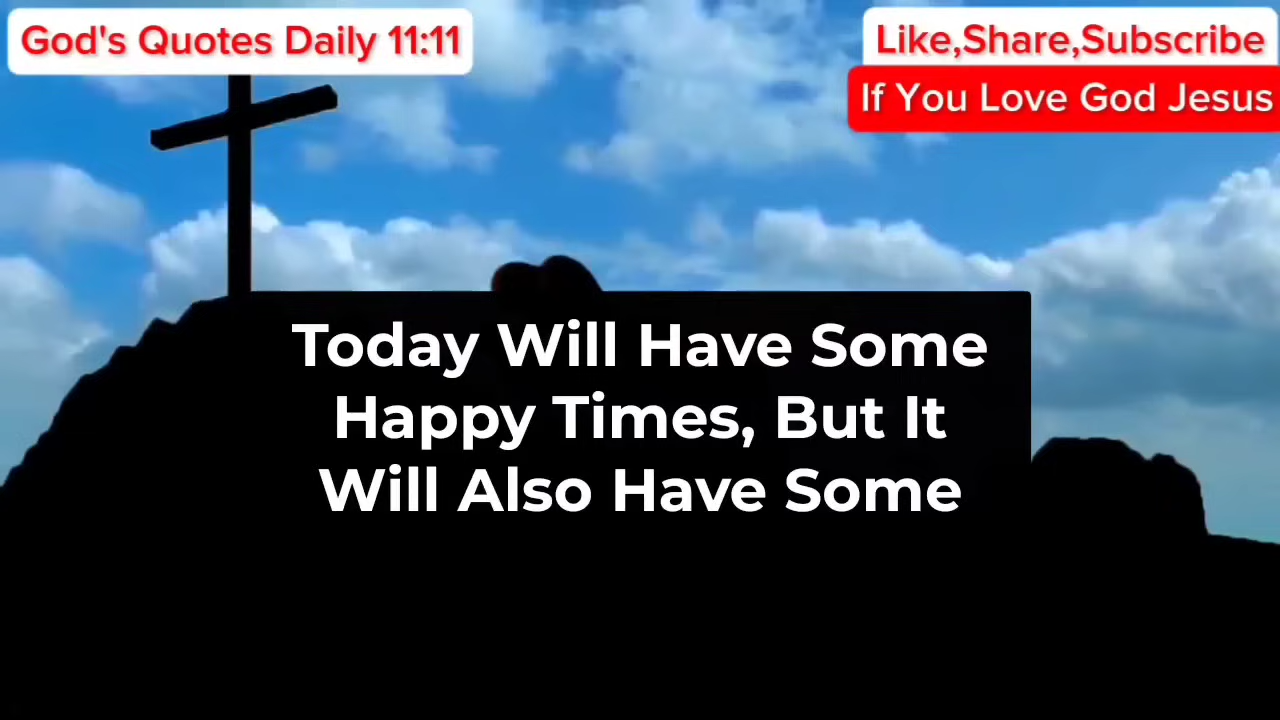 God's Quotes Daily 11:11
Like,Share,Subscribe
If You Love God Jesus
Today Will Have Some
Happy Times, But It
Will Also Have Some